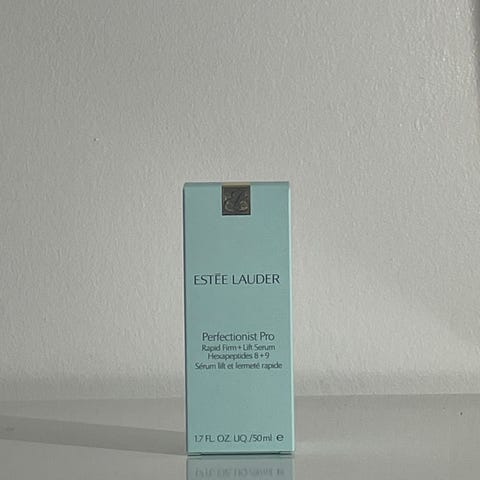 ESTĒE LAUDER
Perfectionist Pro
Rapid Firm + Lift Serum
Hexapeptides 8 + 9
Sérum lift et fermeté rapide
1.7 FL. OZ. LIQ./50 ml ℮